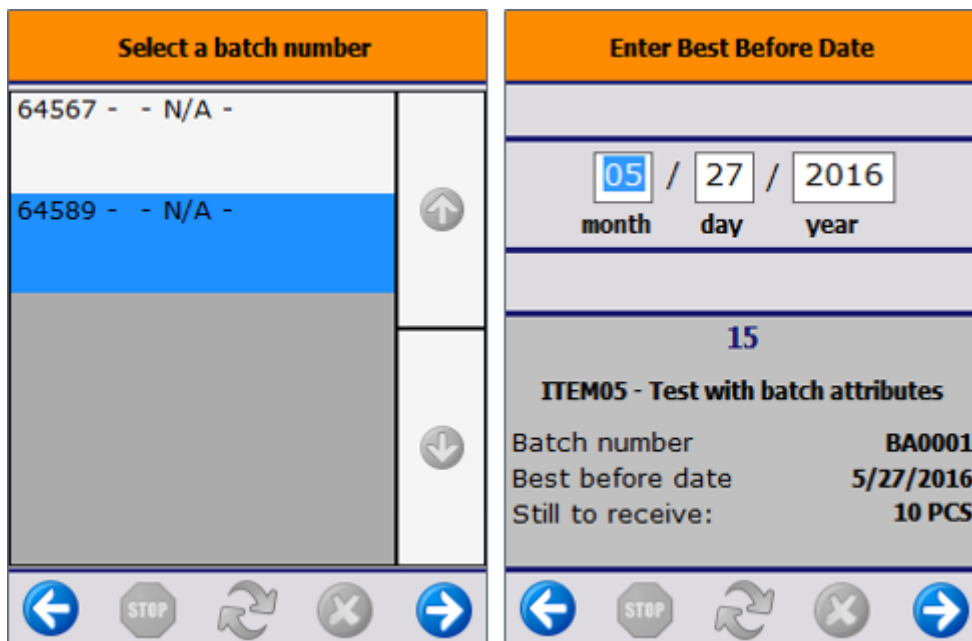 Select a batch number
64567 -  - N/A -
64589 -  - N/A -
STOP
Enter Best Before Date
05 / 27 / 2016
month day year
15
ITEM05 - Test with batch attributes
Batch number BA0001
Best before date 5/27/2016
Still to receive: 10 PCS
STOP